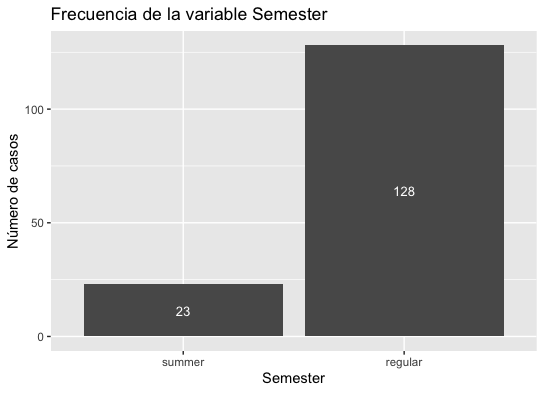 Frecuencia de la variable Semester
Número de casos
100
50
0
128
23
summer regular
Semester